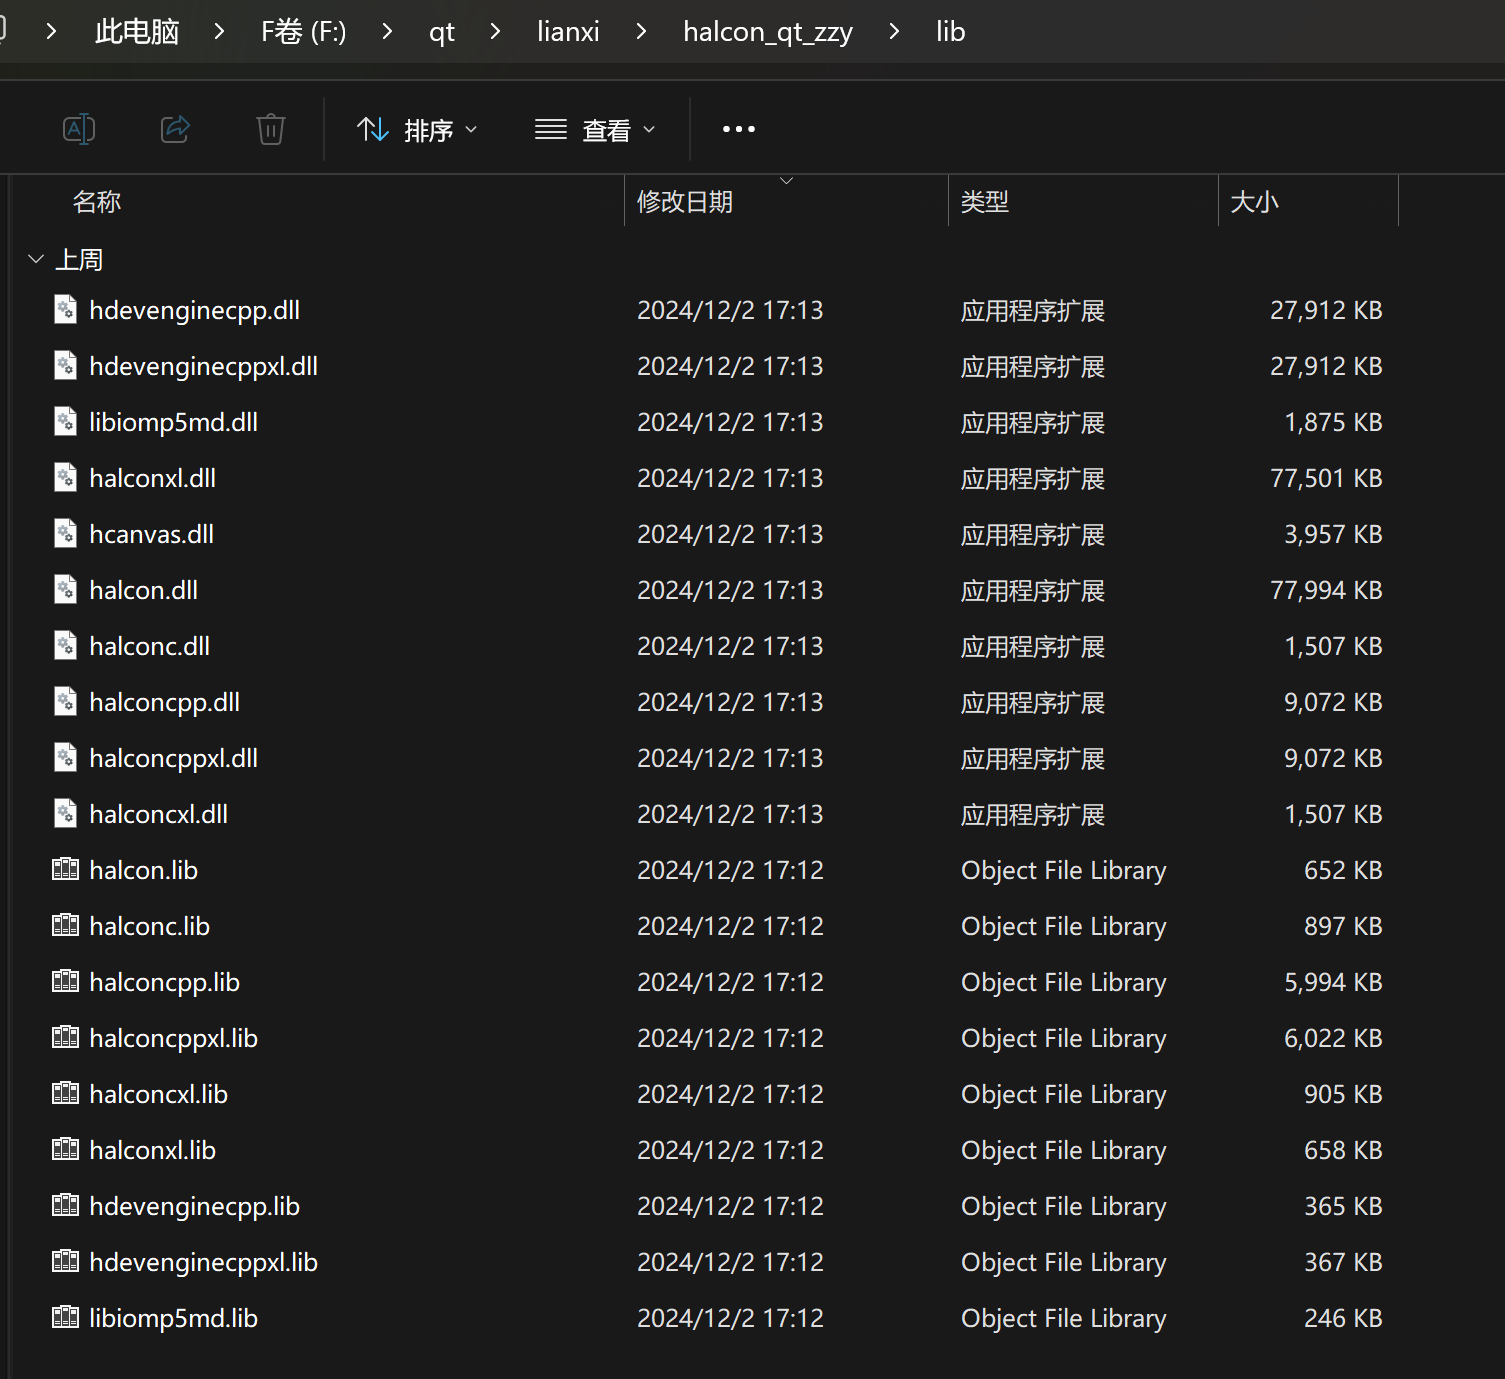 此电脑 F卷 (F:) qt lianxi halcon_qt_zzy lib
排序 查看
名称 修改日期 类型 大小
上周
hdevenginecpp.dll 2024/12/2 17:13 应用程序扩展 27,912 KB
hdevenginecppxl.dll 2024/12/2 17:13 应用程序扩展 27,912 KB
libiomp5md.dll 2024/12/2 17:13 应用程序扩展 1,875 KB
halconxl.dll 2024/12/2 17:13 应用程序扩展 77,501 KB
hcanvas.dll 2024/12/2 17:13 应用程序扩展 3,957 KB
halcon.dll 2024/12/2 17:13 应用程序扩展 77,994 KB
halconc.dll 2024/12/2 17:13 应用程序扩展 1,507 KB
halconcpp.dll 2024/12/2 17:13 应用程序扩展 9,072 KB
halconcppxl.dll 2024/12/2 17:13 应用程序扩展 9,072 KB
halconcxl.dll 2024/12/2 17:13 应用程序扩展 1,507 KB
halcon.lib 2024/12/2 17:12 Object File Library 652 KB
halconc.lib 2024/12/2 17:12 Object File Library 897 KB
halconcpp.lib 2024/12/2 17:12 Object File Library 5,994 KB
halconcppxl.lib 2024/12/2 17:12 Object File Library 6,022 KB
halconcxl.lib 2024/12/2 17:12 Object File Library 905 KB
halconxl.lib 2024/12/2 17:12 Object File Library 658 KB
hdevenginecpp.lib 2024/12/2 17:12 Object File Library 365 KB
hdevenginecppxl.lib 2024/12/2 17:12 Object File Library 367 KB
libiomp5md.lib 2024/12/2 17:12 Object File Library 246 KB